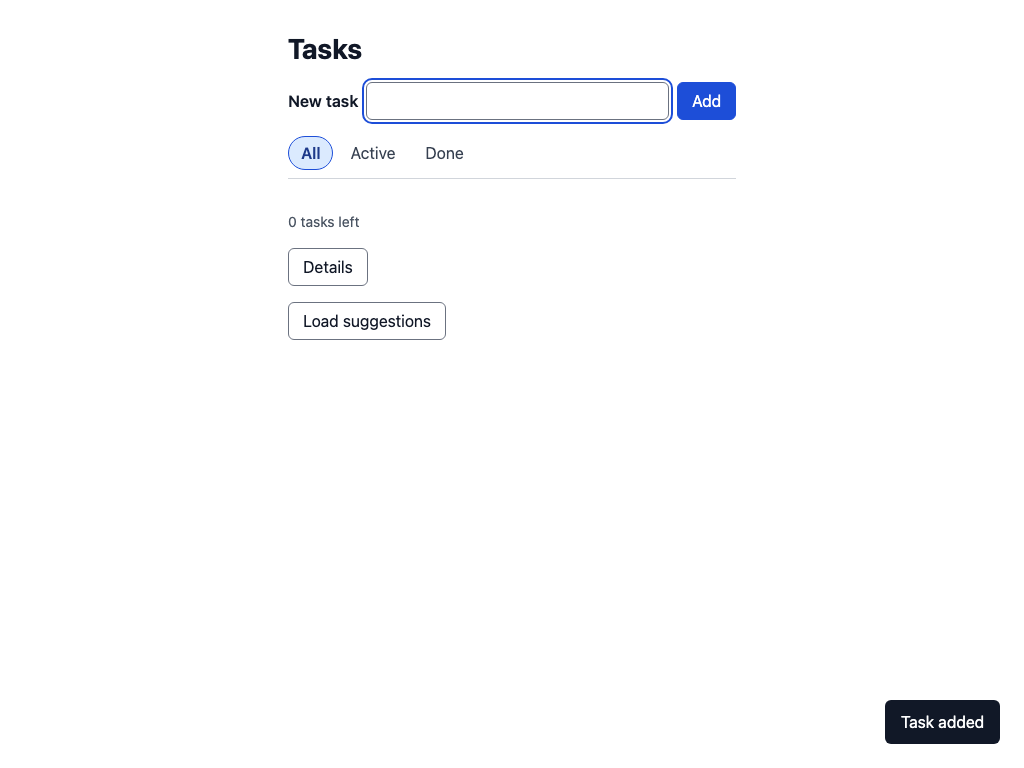 Tasks
New task Add
All Active Done
0 tasks left
Details
Load suggestions
Task added